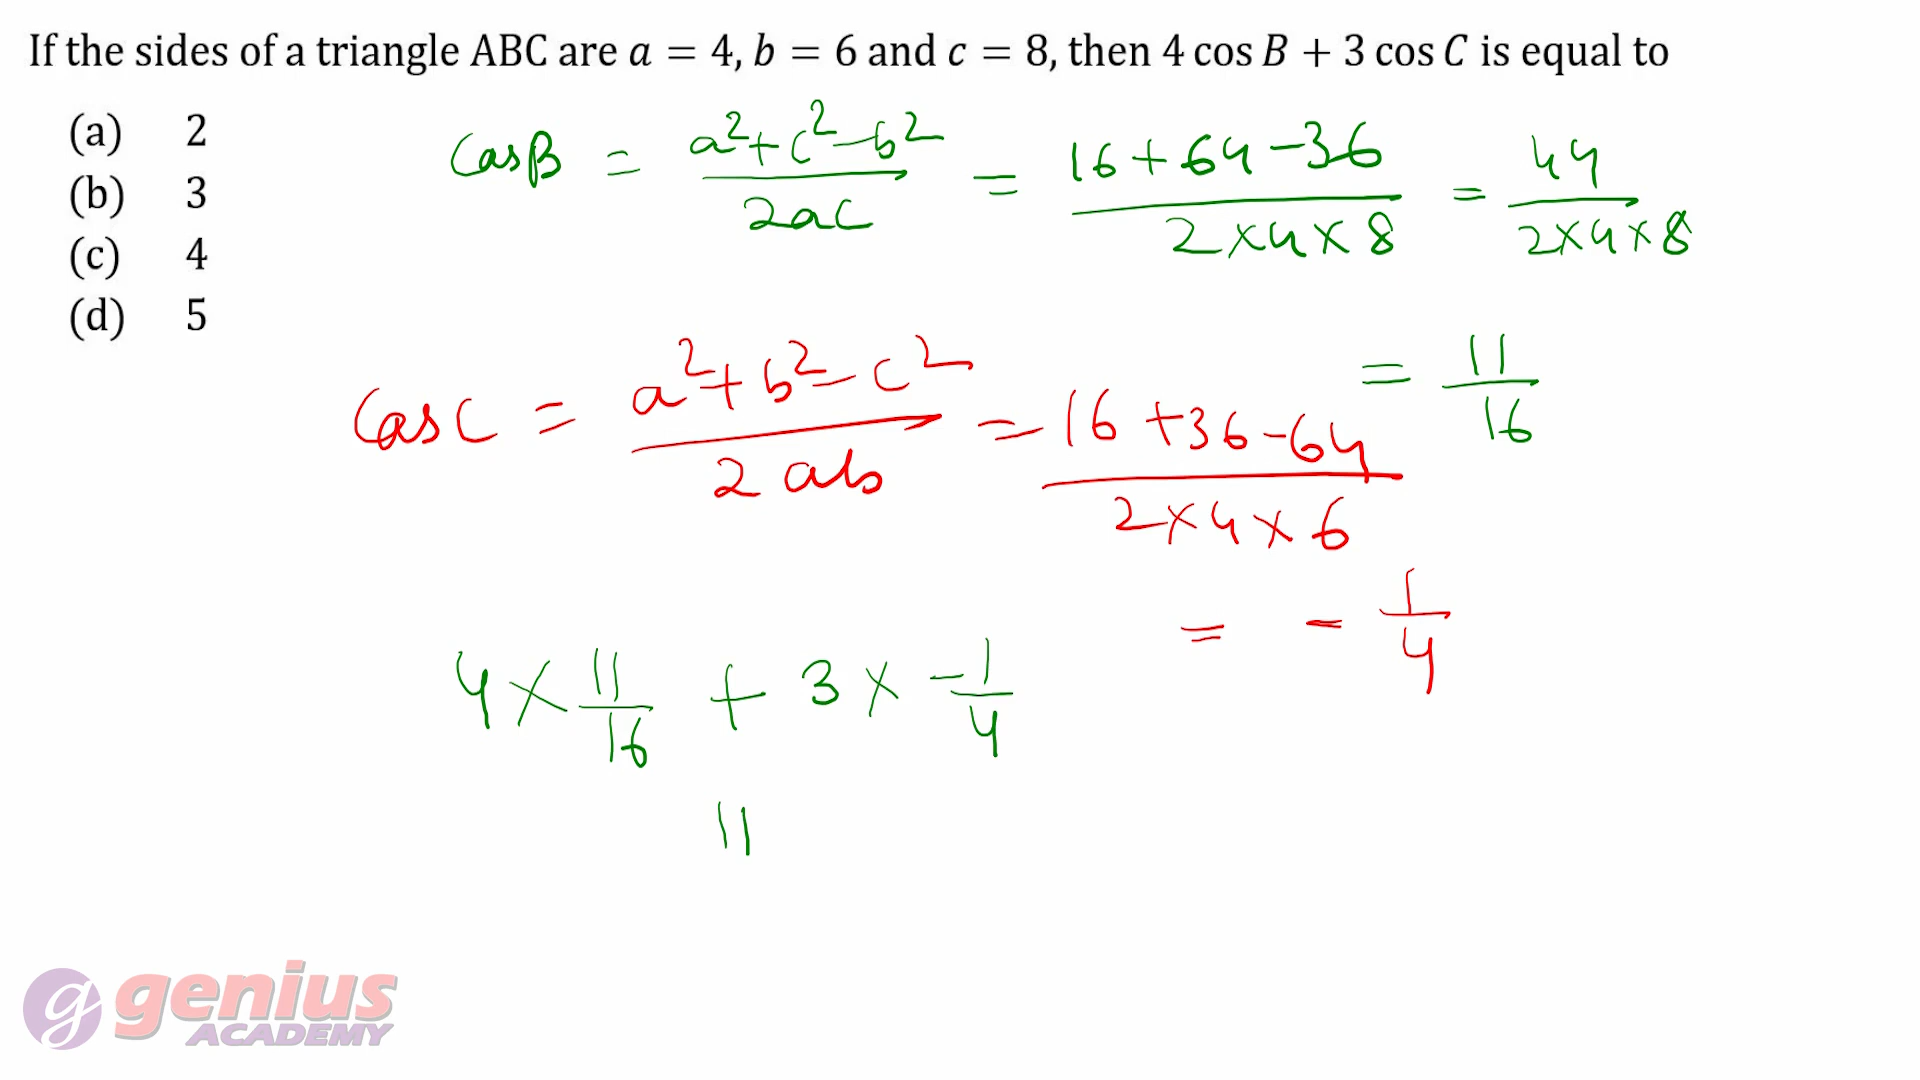 If the sides of a triangle ABC are a = 4, b = 6 and c = 8, then 4 cos B + 3 cos C is equal to
(a) 2
(b) 3
(c) 4
(d) 5
Cos B = a²+c²-b² / 2ac = 16+64-36 / 2×4×8 = 44 / 2×4×8
= 11/16
Cos C = a²+b²-c² / 2ab = 16+36-64 / 2×4×6
= -1/4
4 × 11/16 + 3 × -1/4
11
g genius
ACADEMY